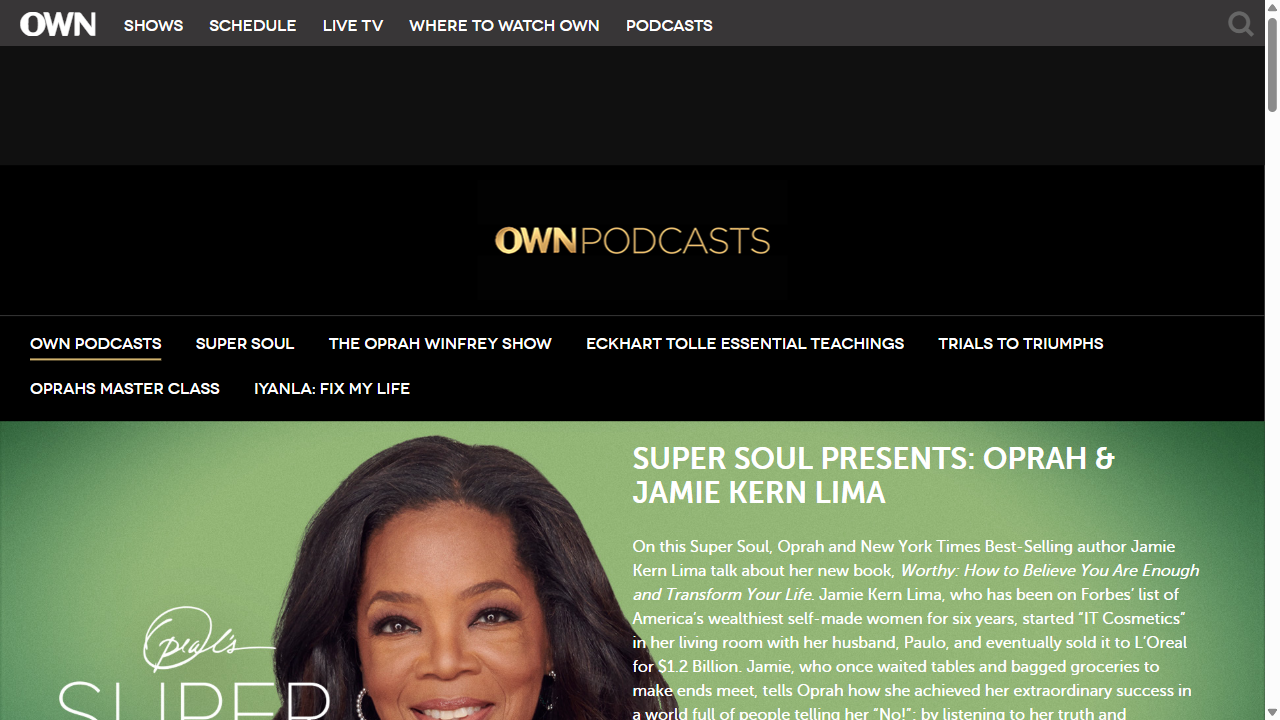 OWN SHOWS SCHEDULE LIVE TV WHERE TO WATCH OWN PODCASTS
OWN PODCASTS
OWN PODCASTS SUPER SOUL THE OPRAH WINFREY SHOW ECKHART TOLLE ESSENTIAL TEACHINGS TRIALS TO TRIUMPHS
OPRAHS MASTER CLASS IYANLA: FIX MY LIFE
Oprah's
SUPER
SUPER SOUL PRESENTS: OPRAH &
JAMIE KERN LIMA
On this Super Soul, Oprah and New York Times Best-Selling author Jamie
Kern Lima talk about her new book, Worthy: How to Believe You Are Enough
and Transform Your Life. Jamie Kern Lima, who has been on Forbes’ list of
America’s wealthiest self-made women for six years, started “IT Cosmetics”
in her living room with her husband, Paulo, and eventually sold it to L’Oreal
for $1.2 Billion. Jamie, who once waited tables and bagged groceries to
make ends meet, tells Oprah how she achieved her extraordinary success in
a world full of people telling her “No!”: by listening to her truth and